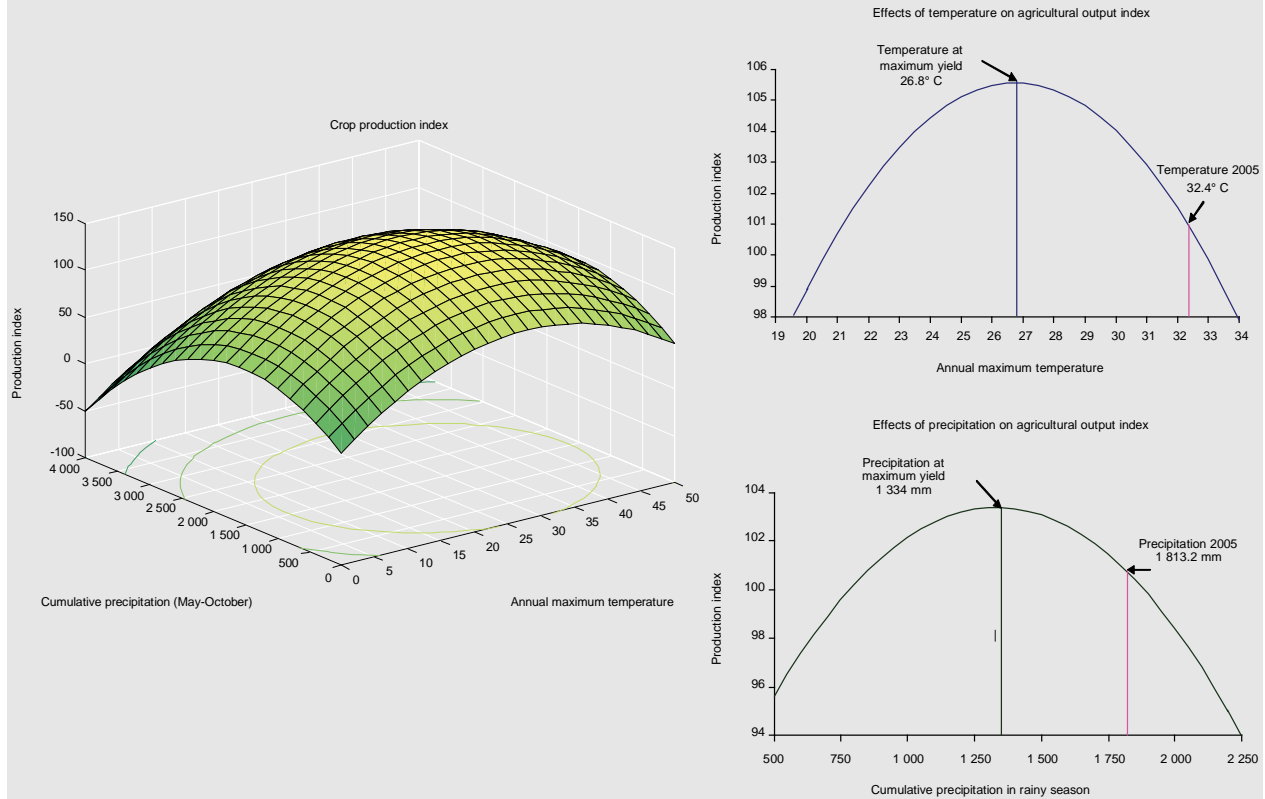 Crop production index
Production index
150
100
50
0
-50
-100
4 000
3 500
3 000
2 500
2 000
1 500
1 000
500
0
0
5
10
15
20
25
30
35
40
45
50
Cumulative precipitation (May-October)
Annual maximum temperature
Effects of temperature on agricultural output index
Temperature at
maximum yield
26.8° C
Temperature 2005
32.4° C
Production index
106
105
104
103
102
101
100
99
98
19 20 21 22 23 24 25 26 27 28 29 30 31 32 33 34
Annual maximum temperature
Effects of precipitation on agricultural output index
Precipitation at
maximum yield
1 334 mm
Precipitation 2005
1 813.2 mm
Production index
104
102
100
98
96
94
500 750 1 000 1 250 1 500 1 750 2 000 2 250
Cumulative precipitation in rainy season